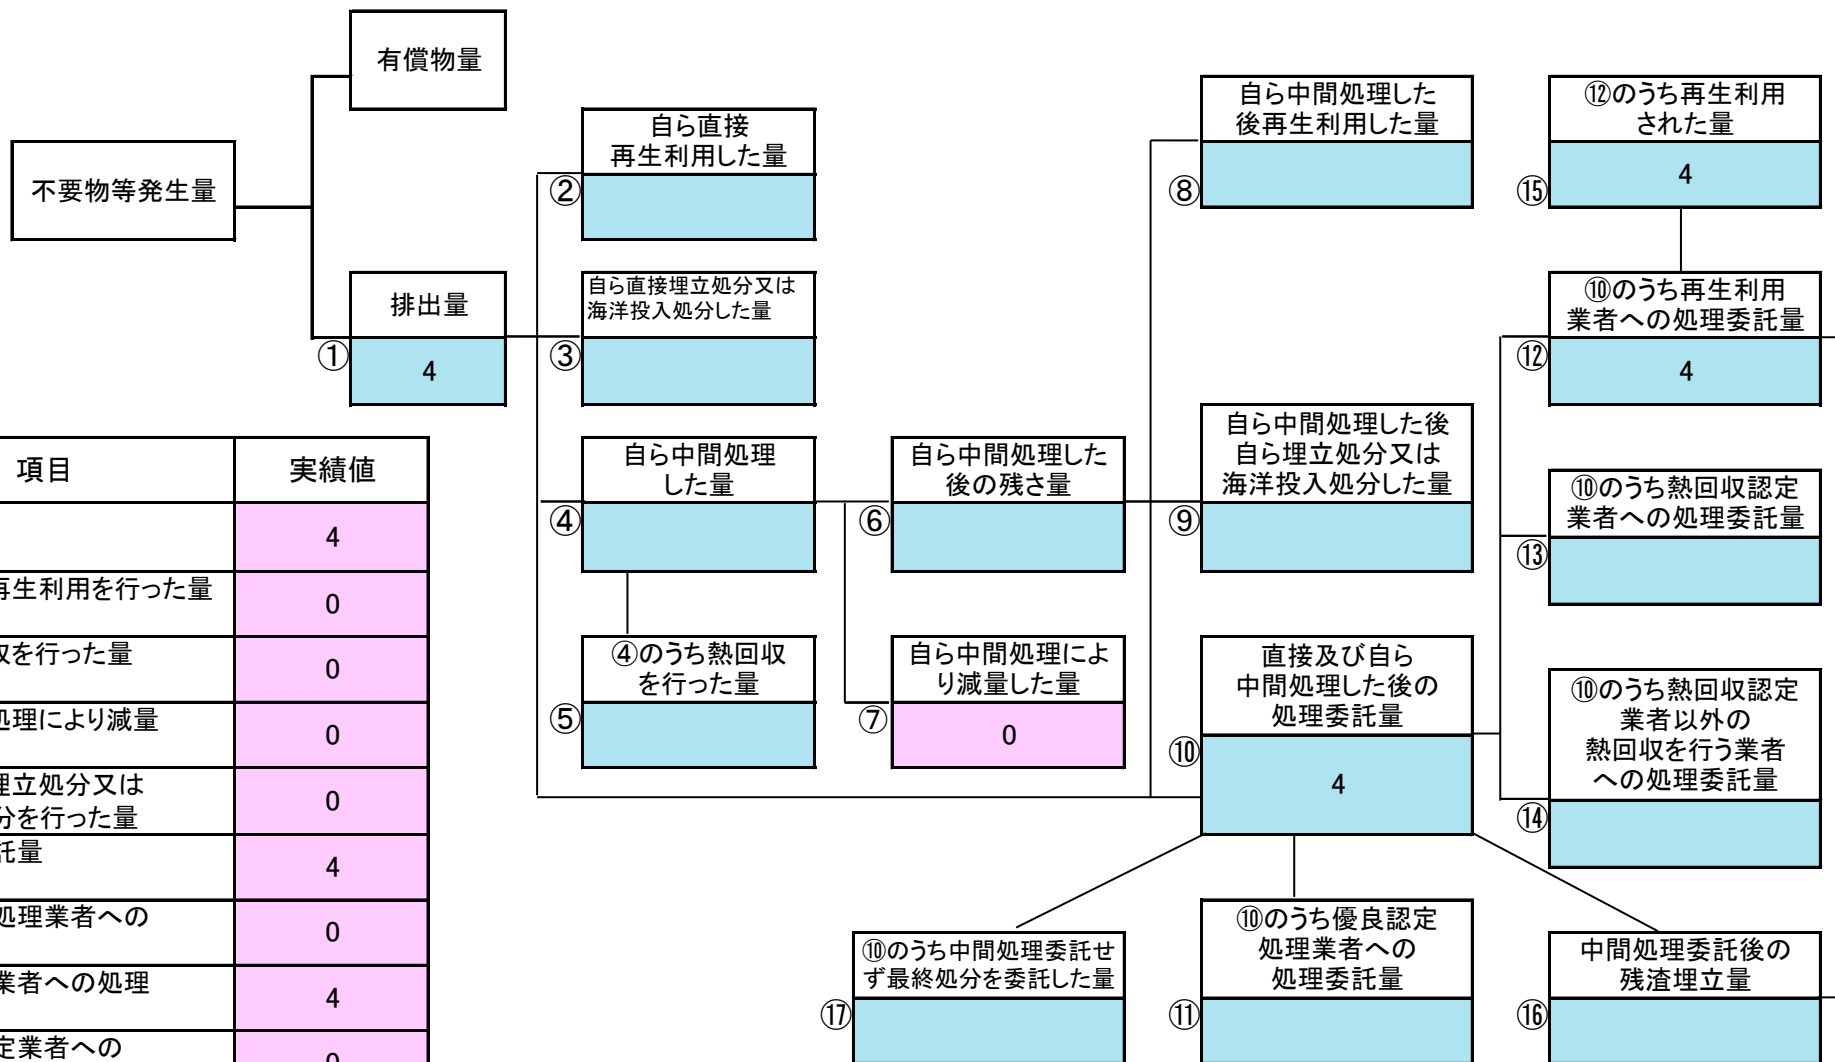 有償物量
不要物等発生量
排出量
①
4
自ら直接
再生利用した量
②
自ら直接埋立処分又は
海洋投入処分した量
③
自ら中間処理
した量
④
④のうち熱回収
を行った量
⑤
自ら中間処理した
後の残さ量
⑥
自ら中間処理によ
り減量した量
⑦
0
自ら中間処理した
後再生利用した量
⑧
自ら中間処理した後
自ら埋立処分又は
海洋投入処分した量
⑨
直接及び自ら
中間処理した後の
処理委託量
⑩
4
⑫のうち再生利用
された量
⑮
4
⑩のうち再生利用
業者への処理委託量
⑫
4
⑩のうち熱回収認定
業者への処理委託量
⑬
⑩のうち熱回収認定
業者以外の
熱回収を行う業者
への処理委託量
⑭
⑩のうち中間処理委託せ
ず最終処分を委託した量
⑰
⑩のうち優良認定
処理業者への
処理委託量
⑪
中間処理委託後の
残渣埋立量
⑯
項目 実績値
4
再生利用を行った量 0
を行った量 0
処理により減量 0
埋立処分又は
を行った量 0
託量 4
処理業者への 0
業者への処理 4
定業者への 0